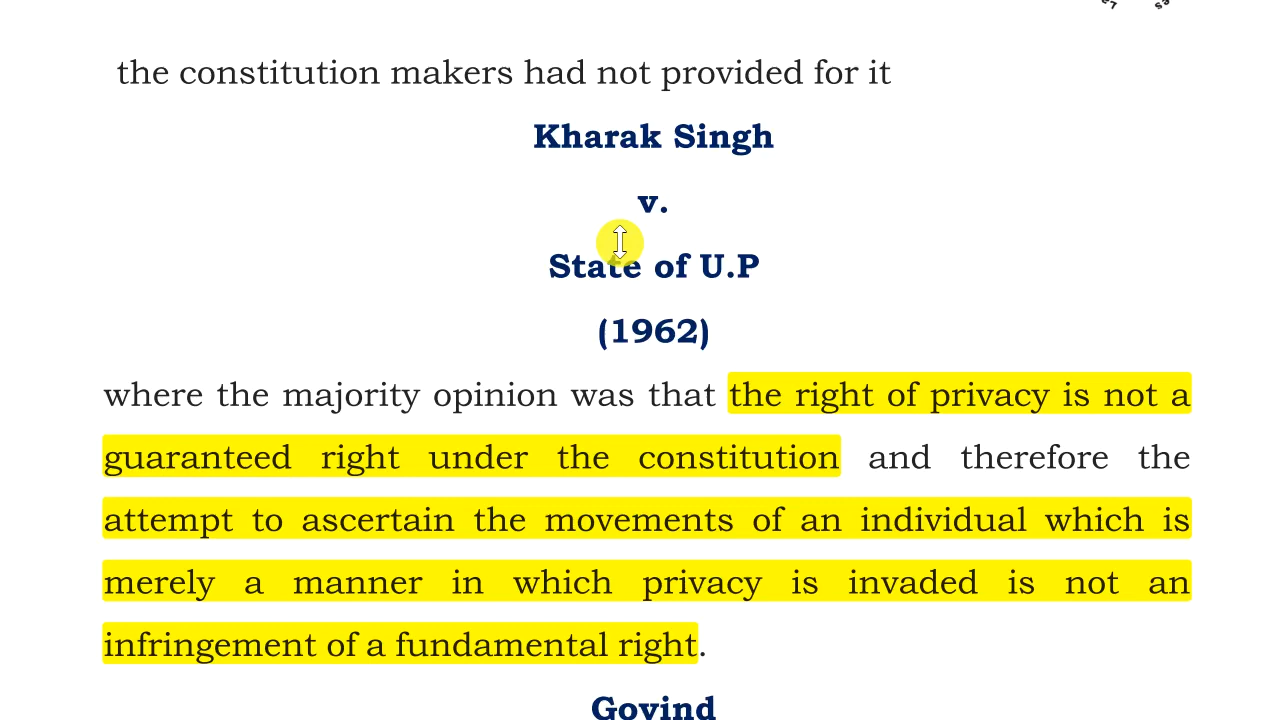 the constitution makers had not provided for it
Kharak Singh
v.
State of U.P
(1962)
where the majority opinion was that the right of privacy is not a
guaranteed right under the constitution and therefore the
attempt to ascertain the movements of an individual which is
merely a manner in which privacy is invaded is not an
infringement of a fundamental right.
Govind